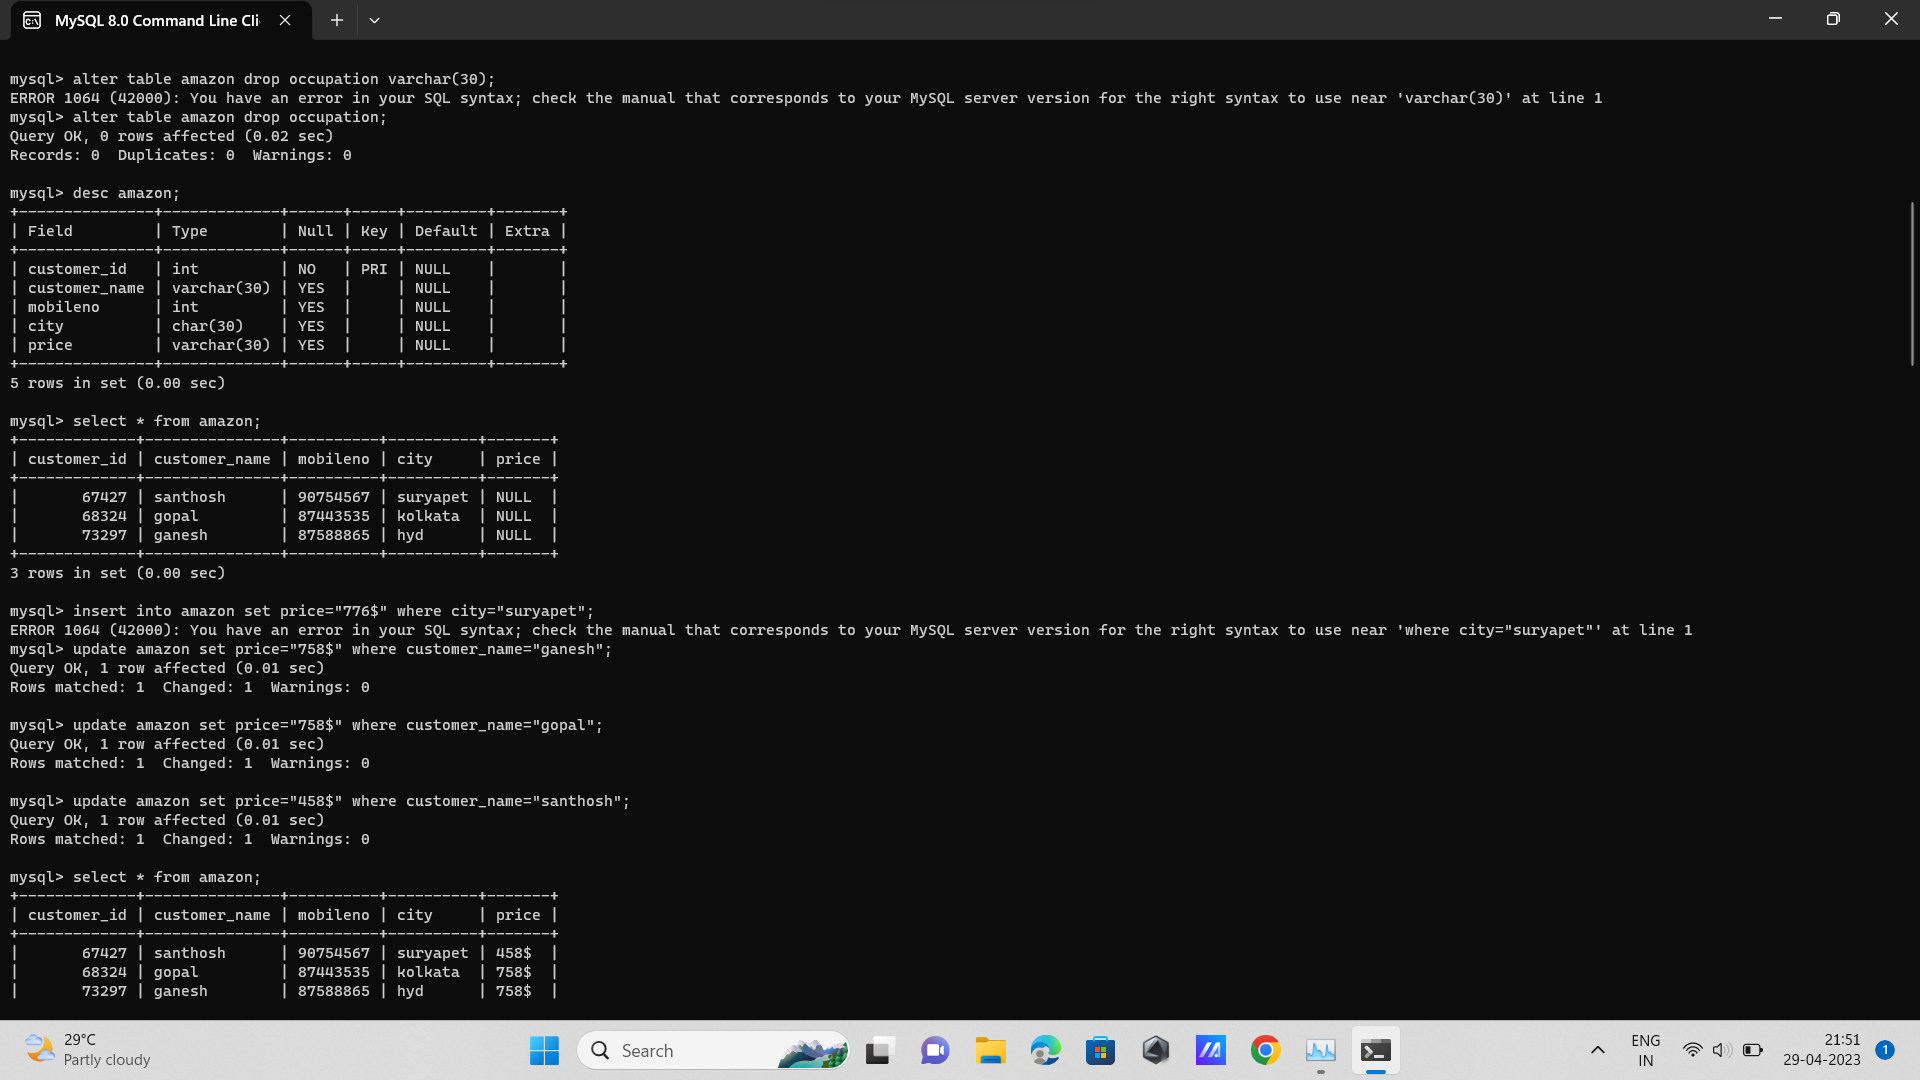 MySQL 8.0 Command Line Cli
mysql> alter table amazon drop occupation varchar(30);
ERROR 1064 (42000): You have an error in your SQL syntax; check the manual that corresponds to your MySQL server version for the right syntax to use near 'varchar(30)' at line 1
mysql> alter table amazon drop occupation;
Query OK, 0 rows affected (0.02 sec)
Records: 0  Duplicates: 0  Warnings: 0
mysql> desc amazon;
+---------------+-------------+------+-----+---------+-------+
| Field         | Type        | Null | Key | Default | Extra |
+---------------+-------------+------+-----+---------+-------+
| customer_id   | int         | NO   | PRI | NULL    |       |
| customer_name | varchar(30) | YES  |     | NULL    |       |
| mobileno      | int         | YES  |     | NULL    |       |
| city          | char(30)    | YES  |     | NULL    |       |
| price         | varchar(30) | YES  |     | NULL    |       |
+---------------+-------------+------+-----+---------+-------+
5 rows in set (0.00 sec)
mysql> select * from amazon;
+-------------+---------------+----------+----------+-------+
| customer_id | customer_name | mobileno | city     | price |
+-------------+---------------+----------+----------+-------+
|       67427 | santhosh      | 90754567 | suryapet | NULL  |
|       68324 | gopal         | 87443535 | kolkata  | NULL  |
|       73297 | ganesh        | 87588865 | hyd      | NULL  |
+-------------+---------------+----------+----------+-------+
3 rows in set (0.00 sec)
mysql> insert into amazon set price="776$" where city="suryapet";
ERROR 1064 (42000): You have an error in your SQL syntax; check the manual that corresponds to your MySQL server version for the right syntax to use near 'where city="suryapet"' at line 1
mysql> update amazon set price="758$" where customer_name="ganesh";
Query OK, 1 row affected (0.01 sec)
Rows matched: 1  Changed: 1  Warnings: 0
mysql> update amazon set price="758$" where customer_name="gopal";
Query OK, 1 row affected (0.01 sec)
Rows matched: 1  Changed: 1  Warnings: 0
mysql> update amazon set price="458$" where customer_name="santhosh";
Query OK, 1 row affected (0.01 sec)
Rows matched: 1  Changed: 1  Warnings: 0
mysql> select * from amazon;
+-------------+---------------+----------+----------+-------+
| customer_id | customer_name | mobileno | city     | price |
+-------------+---------------+----------+----------+-------+
|       67427 | santhosh      | 90754567 | suryapet | 458$  |
|       68324 | gopal         | 87443535 | kolkata  | 758$  |
|       73297 | ganesh        | 87588865 | hyd      | 758$  |
29°C
Partly cloudy
Search
ENG
IN
21:51
29-04-2023
1